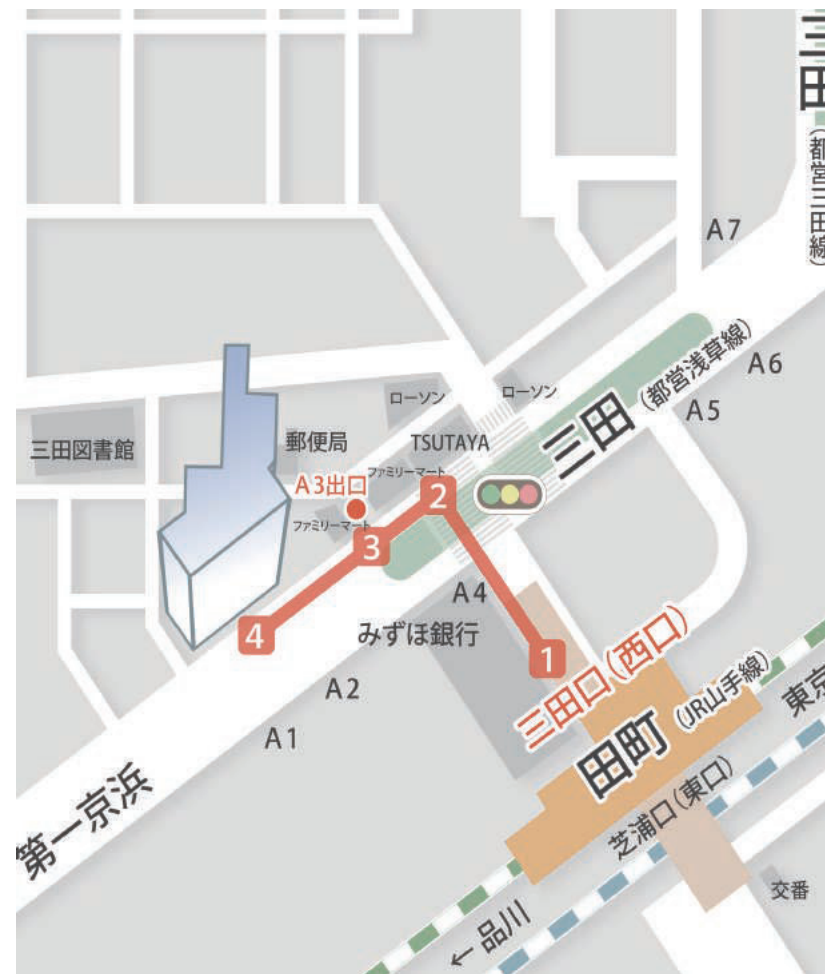 三田
(都営三田線)
A7
A6
A5
三田
(都営浅草線)
ローソン
ローソン
三田図書館
郵便局
TSUTAYA
ファミリーマート
A3出口
ファミリーマート
2
3
4
A4
みずほ銀行
1
A2
A1
三田口(西口)
田町
(JR山手線)
東京
芝浦口(東口)
第一京浜
交番
←品川